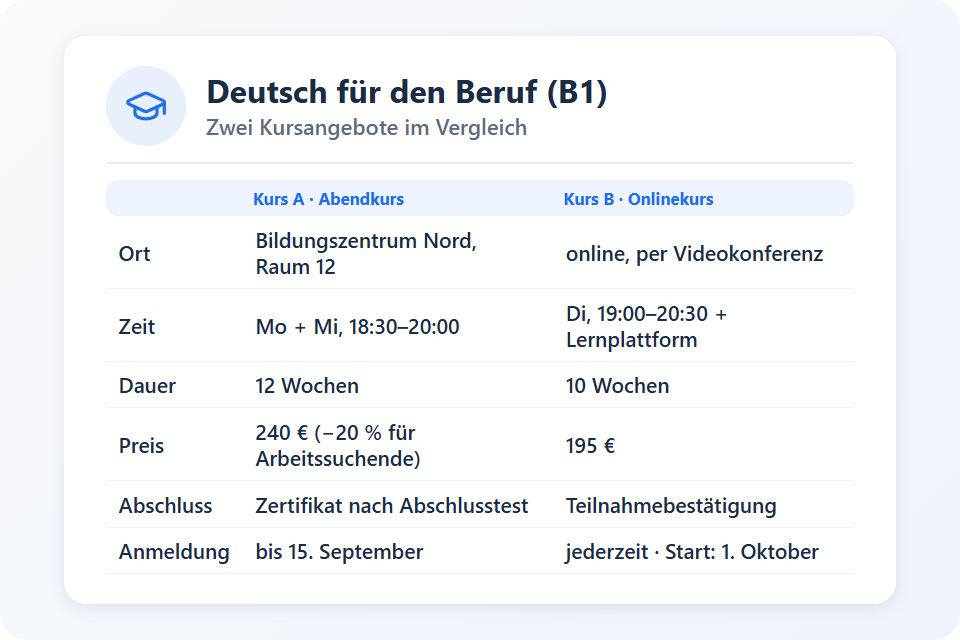 Deutsch für den Beruf (B1)
Zwei Kursangebote im Vergleich
Kurs A · Abendkurs
Kurs B · Onlinekurs
Ort
Bildungszentrum Nord,
Raum 12
online, per Videokonferenz
Zeit
Mo + Mi, 18:30–20:00
Di, 19:00–20:30 +
Lernplattform
Dauer
12 Wochen
10 Wochen
Preis
240 € (−20 % für
Arbeitssuchende)
195 €
Abschluss
Zertifikat nach Abschlusstest
Teilnahmebestätigung
Anmeldung
bis 15. September
jederzeit · Start: 1. Oktober